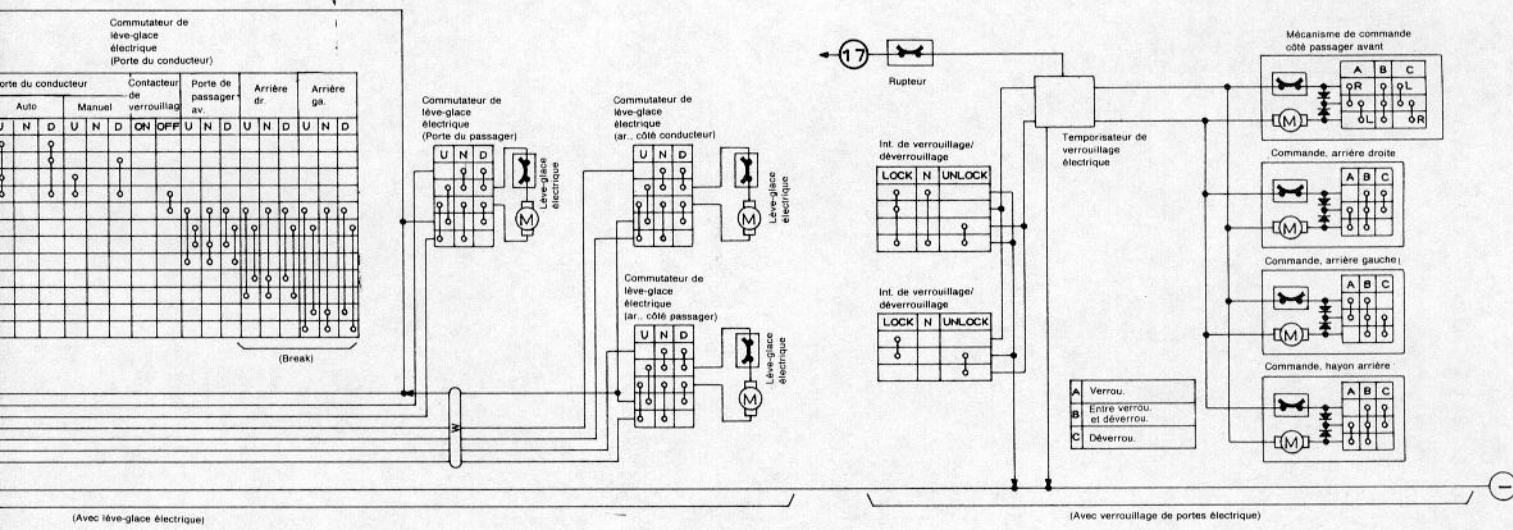 Commutateur de
lève-glace
électrique
(Porte du conducteur)
orte du conducteur
Contacteur
de
verrouillag
Porte de
passager
av.
Arrière
dr.
Arrière
ga.
Auto
Manuel
U N D U N D ON OFF U N D U N D U N D
(Break)
Commutateur de
lève-glace
électrique
(Porte du passager)
U N D
Lève-glace
électrique
M
Commutateur de
lève-glace
électrique
(ar., côté conducteur)
U N D
Lève-glace
électrique
M
Commutateur de
lève-glace
électrique
(ar., côté passager)
U N D
Lève-glace
électrique
M
W
(Avec lève-glace électrique)
17
Rupteur
Temporisateur de
verrouillage
électrique
Int. de verrouillage/
déverrouillage
LOCK N UNLOCK
Int. de verrouillage/
déverrouillage
LOCK N UNLOCK
A Verrou.
B Entre verrou.
et déverrou.
C Déverrou.
Mécanisme de commande
côté passager avant
A B C
R L
L R
M
Commande, arrière droite
A B C
M
Commande, arrière gauche
A B C
M
Commande, hayon arrière
A B C
M
(Avec verrouillage de portes électrique)
−